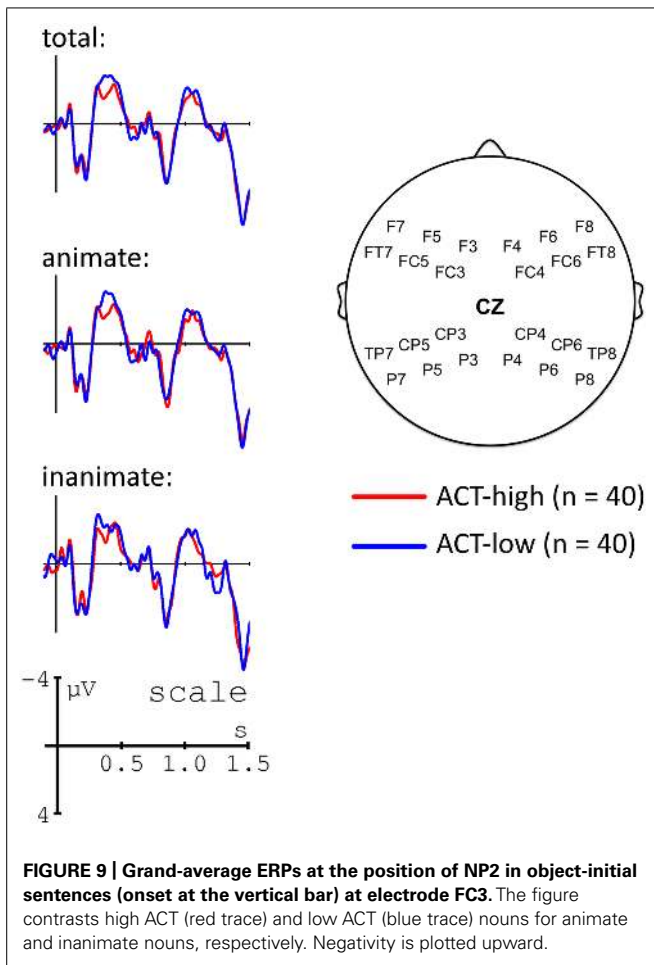 total:
animate:
inanimate:
-4
µV
scale
s
0.5 1.0 1.5
4
F7 F5 F3 F4 F6 F8
FT7 FC5 FC3 FC4 FC6 FT8
CZ
TP7 CP5 CP3 CP4 CP6 TP8
P7 P5 P3 P4 P6 P8
ACT-high (n = 40)
ACT-low (n = 40)
FIGURE 9 | Grand-average ERPs at the position of NP2 in object-initial
sentences (onset at the vertical bar) at electrode FC3. The figure
contrasts high ACT (red trace) and low ACT (blue trace) nouns for animate
and inanimate nouns, respectively. Negativity is plotted upward.